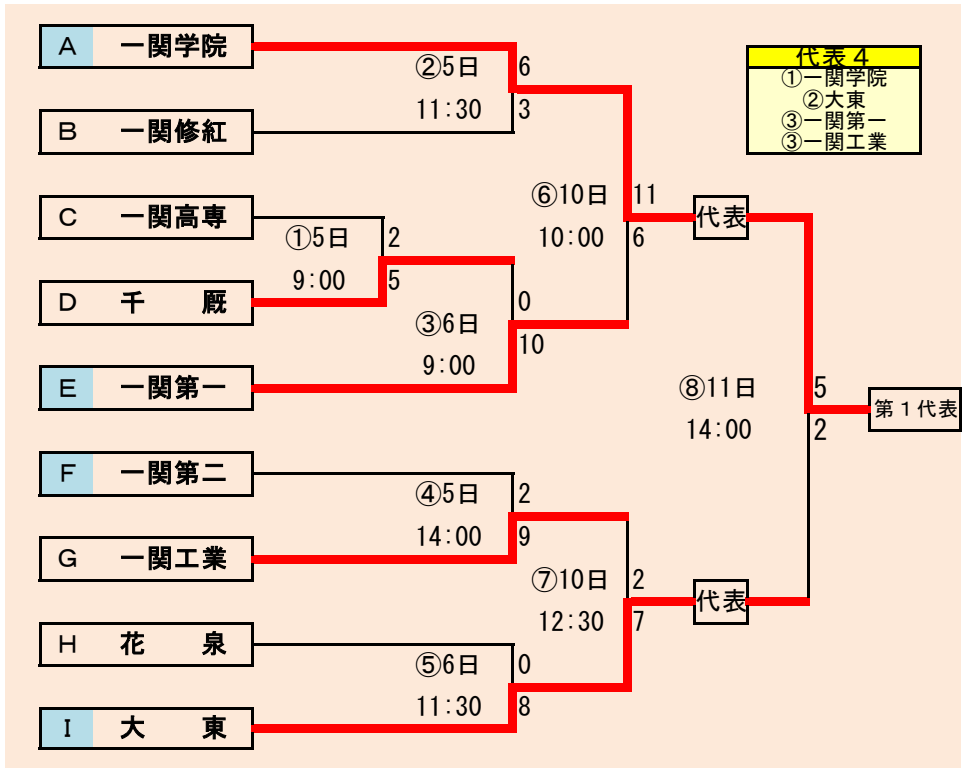 A 一関学院
B 一関修紅
C 一関高専
D 千 厩
E 一関第一
F 一関第二
G 一関工業
H 花 泉
I 大 東
②5日 6
11:30 3
①5日 2
9:00 5
③6日 0
9:00 10
④5日 2
14:00 9
⑤6日 0
11:30 8
⑥10日 11
10:00 6
⑦10日 2
12:30 7
代表
代表
⑧11日 5
14:00 2
第1代表
代表4
①一関学院
②大東
③一関第一
③一関工業